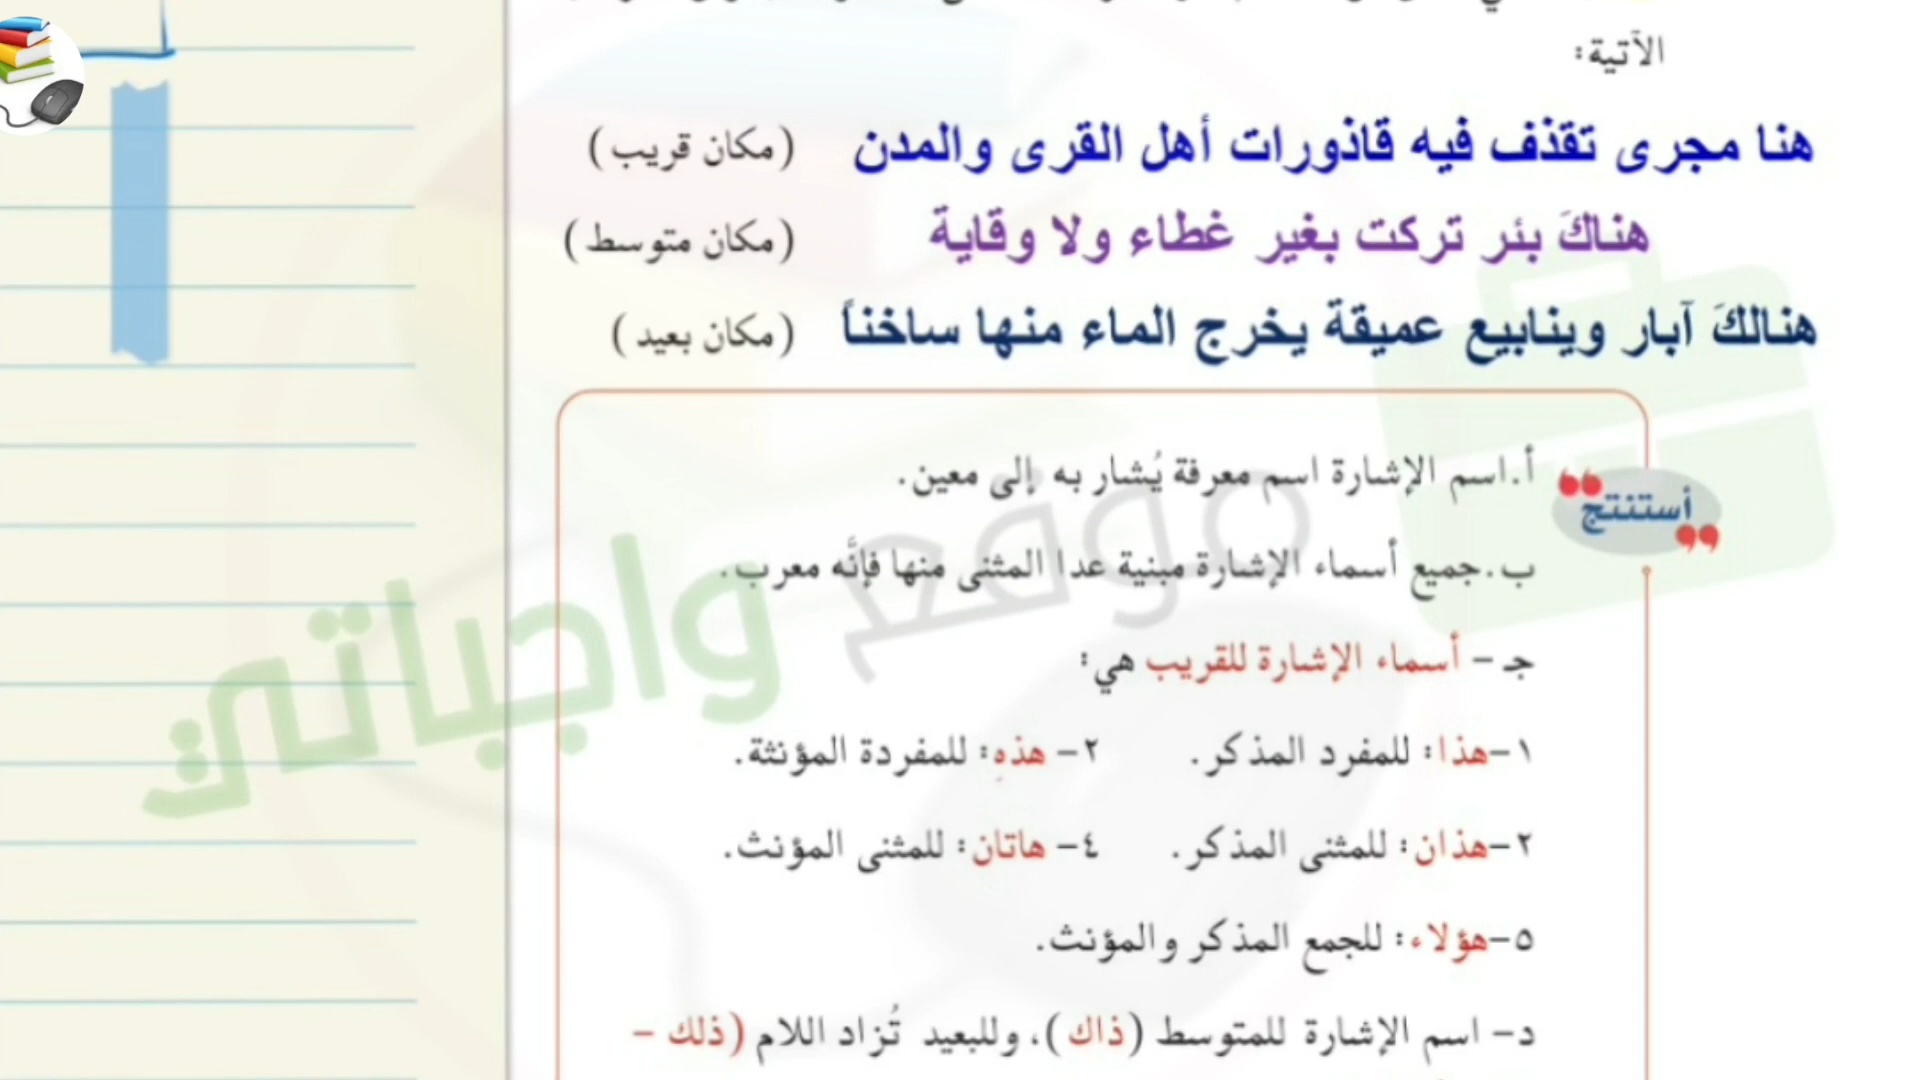 الآتية:
هنا مجرى تقذف فيه قاذورات أهل القرى والمدن (مكان قريب)
هناكَ بئر تركت بغير غطاء ولا وقاية (مكان متوسط)
هنالكَ آبار وينابيع عميقة يخرج الماء منها ساخناً (مكان بعيد)
أستنتج
أ.اسم الإشارة اسم معرفة يُشار به إلى معين.
ب.جميع أسماء الإشارة مبنية عدا المثنى منها فإنَّه معرب.
جـ - أسماء الإشارة للقريب هي:
١-هذا: للمفرد المذكر. ٢- هذهِ: للمفردة المؤنثة.
٢-هذان: للمثنى المذكر. ٤- هاتان: للمثنى المؤنث.
٥-هؤلاء: للجمع المذكر والمؤنث.
د- اسم الإشارة للمتوسط (ذاك)، وللبعيد تُزاد اللام (ذلك -
موقع واجباتي